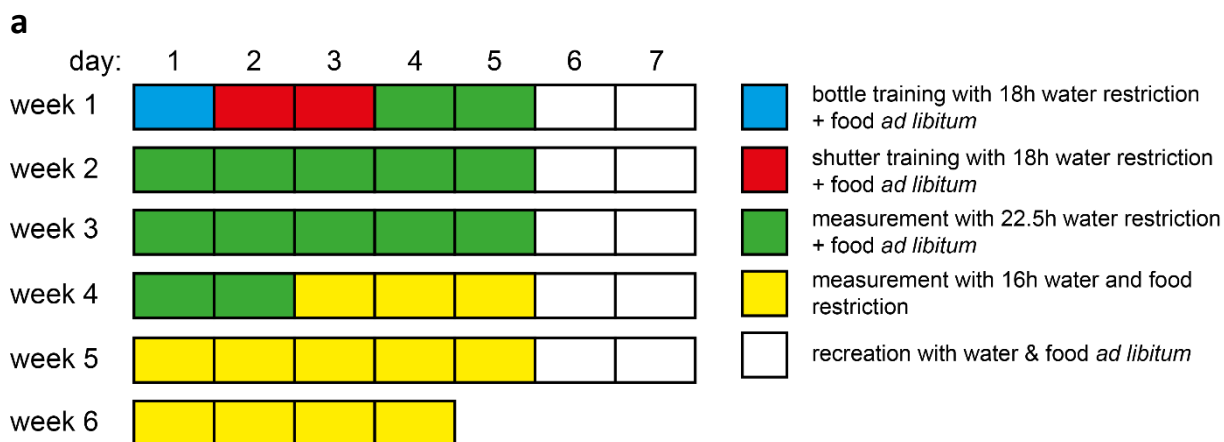 a
day: 1 2 3 4 5 6 7
week 1
bottle training with 18h water restriction
+ food ad libitum
week 2
shutter training with 18h water restriction
+ food ad libitum
week 3
measurement with 22.5h water restriction
+ food ad libitum
week 4
measurement with 16h water and food
restriction
week 5
recreation with water & food ad libitum
week 6